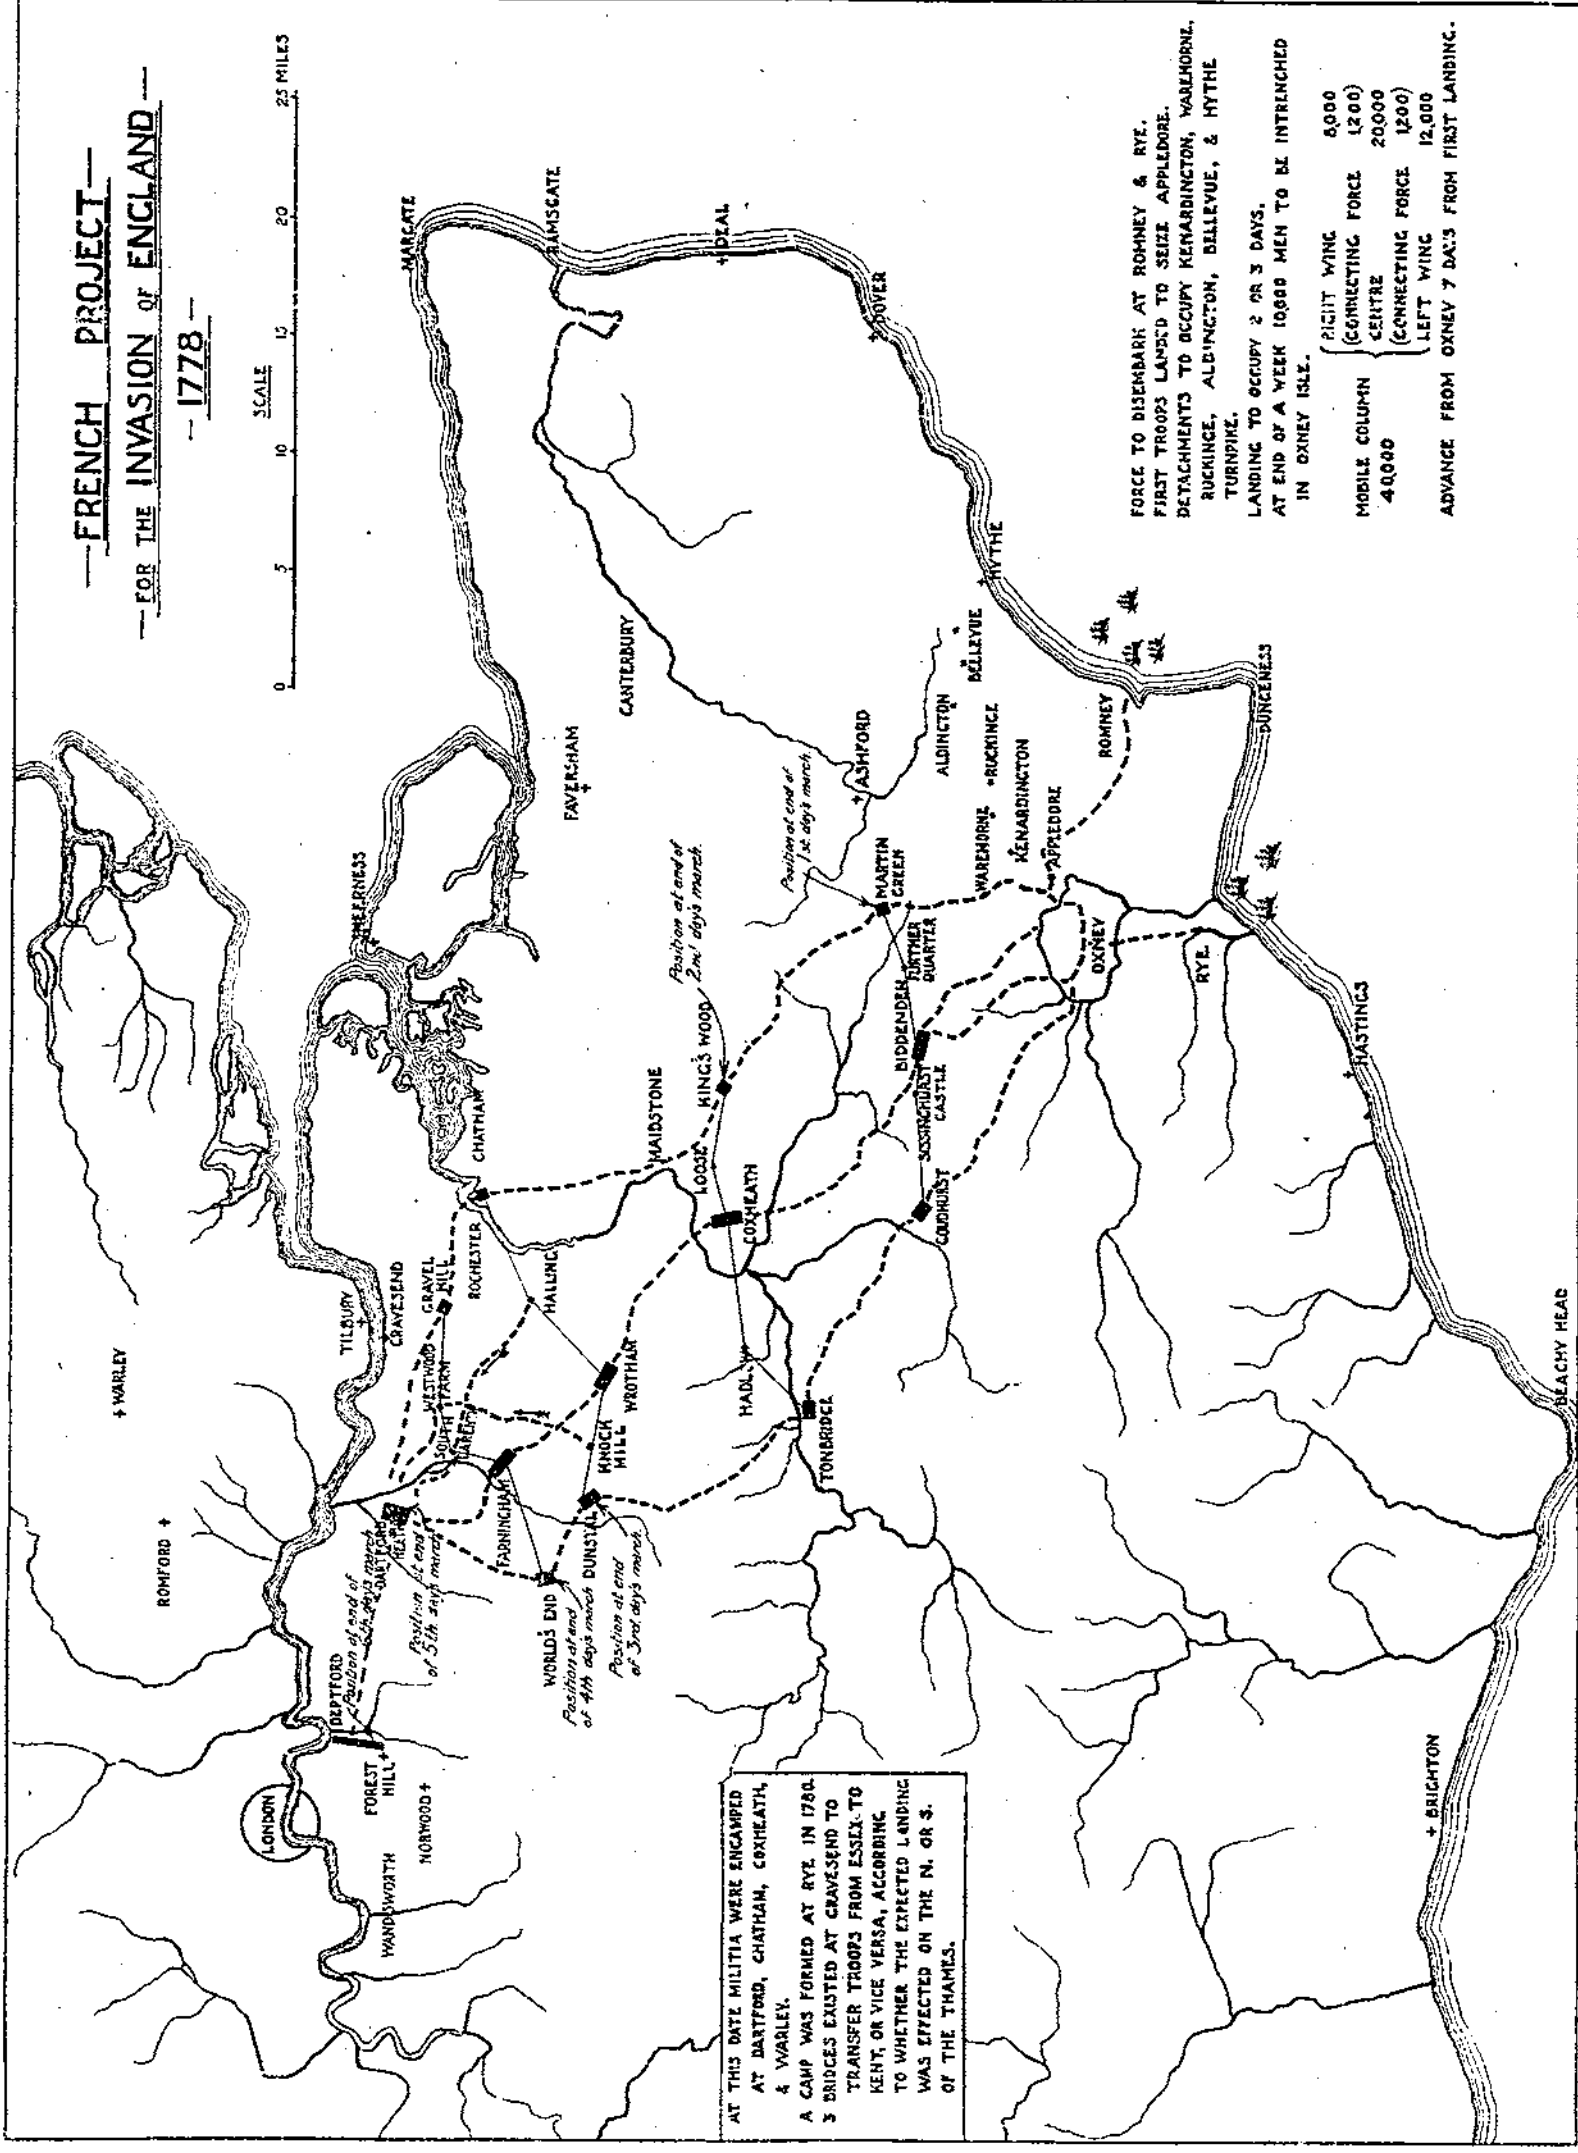 —FRENCH PROJECT—
—FOR THE INVASION OF ENGLAND—
—1778—
SCALE
0 5 10 15 20 25 MILES
MARGATE
RAMSGATE
DEAL
DOVER
HYTHE
CANTERBURY
FAVERSHAM
SHEERNESS
ASHFORD
ALDINGTON
BELLEVUE
RUCKINGE
WAREHORNE
KENARDINGTON
APPLEDORE
ROMNEY
DUNGENESS
Position at end of
1st. day's march.
MARTIN
GREEN
FURTHER
QUARTER
BIDDENDEN
OXNEY
RYE
HASTINGS
SISSINGHURST
CASTLE
GOUDHURST
Position at end of
2nd day's march.
KING'S WOOD
LOOSE
MAIDSTONE
COXHEATH
CHATHAM
ROCHESTER
GRAVEL
HILL
HALLING
TILBURY
GRAVESEND
WARLEY
WESTWOOD
FARM
SOUTH
DARENTH
WROTHAM
KNOCK
MILL
HADLOW
TONBRIDGE
FARNINGHAM
DUNSTAL
Position at end
of 3rd. day's march.
WORLD'S END
Position at end
of 4th day's march
DARTFORD
HEATH
Position at end
of 5th day's march
Position at end of
6th day's march
ROMFORD
DEPTFORD
FOREST
HILL
NORWOOD
LONDON
WANDSWORTH
BEACHY HEAD
BRIGHTON
FORCE TO DISEMBARK AT ROMNEY & RYE.
FIRST TROOPS LANDED TO SEIZE APPLEDORE.
DETACHMENTS TO OCCUPY KENARDINGTON, WAREHORNE,
RUCKINGE, ALDINGTON, BELLEVUE, & HYTHE
TURNPIKE.
LANDING TO OCCUPY 2 OR 3 DAYS.
AT END OF A WEEK 10,000 MEN TO BE INTRENCHED
IN OXNEY ISLE.
MOBILE COLUMN
40,000
RIGHT WING 8,000
(CONNECTING FORCE 1,200)
CENTRE 20,000
(CONNECTING FORCE 1,200)
LEFT WING 12,000
ADVANCE FROM OXNEY 7 DAYS FROM FIRST LANDING.
AT THIS DATE MILITIA WERE ENCAMPED
AT DARTFORD, CHATHAM, COXHEATH,
& WARLEY.
A CAMP WAS FORMED AT RYE IN 1780.
3 BRIDGES EXISTED AT GRAVESEND TO
TRANSFER TROOPS FROM ESSEX TO
KENT, OR VICE VERSA, ACCORDING
TO WHETHER THE EXPECTED LANDING
WAS EFFECTED ON THE N. OR S.
OF THE THAMES.